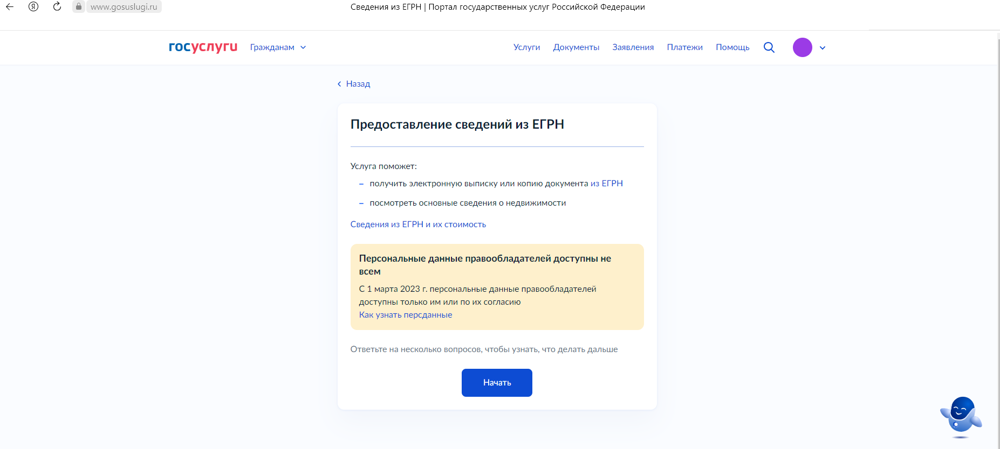 www.gosuslugi.ru
Сведения из ЕГРН | Портал государственных услуг Российской Федерации
госуслуги Гражданам Услуги Документы Заявления Платежи Помощь
Назад
Предоставление сведений из ЕГРН
Услуга поможет:
– получить электронную выписку или копию документа из ЕГРН
– посмотреть основные сведения о недвижимости
Сведения из ЕГРН и их стоимость
Персональные данные правообладателей доступны не
всем
С 1 марта 2023 г. персональные данные правообладателей
доступны только им или по их согласию
Как узнать персданные
Ответьте на несколько вопросов, чтобы узнать, что делать дальше
Начать